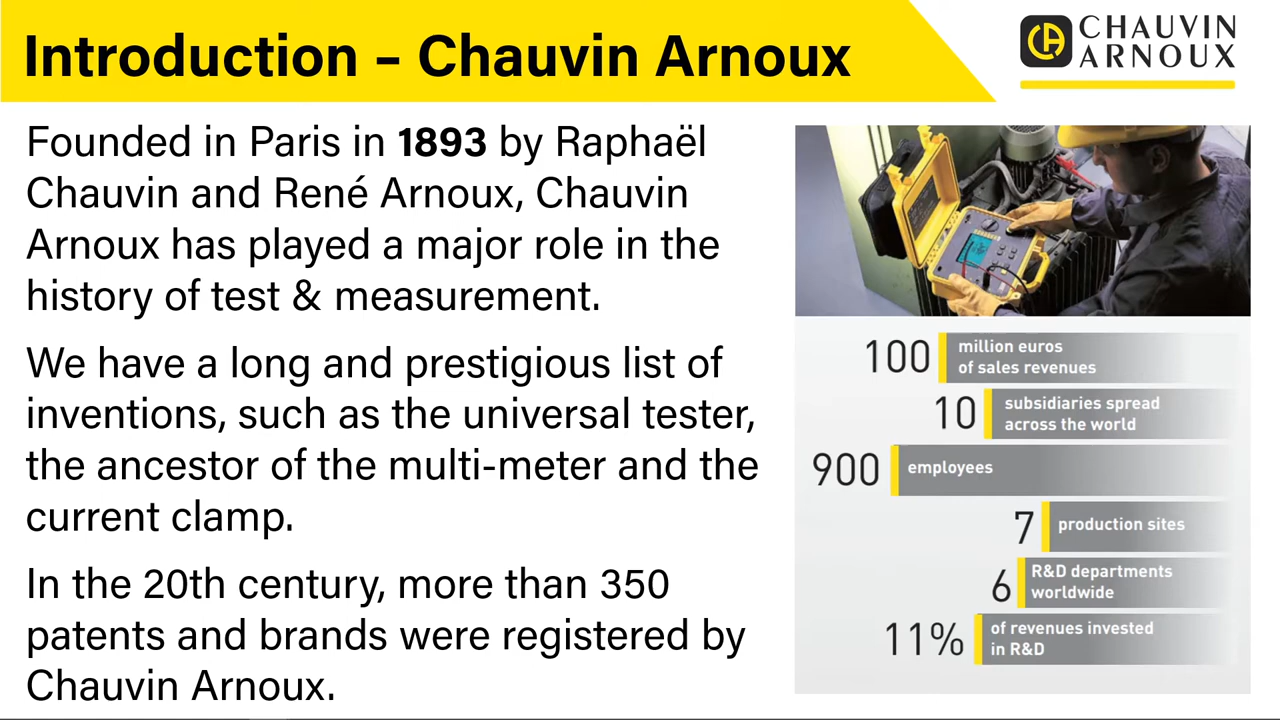 Introduction – Chauvin Arnoux
CHAUVIN
ARNOUX
Founded in Paris in 1893 by Raphaël
Chauvin and René Arnoux, Chauvin
Arnoux has played a major role in the
history of test & measurement.
We have a long and prestigious list of
inventions, such as the universal tester,
the ancestor of the multi-meter and the
current clamp.
In the 20th century, more than 350
patents and brands were registered by
Chauvin Arnoux.
100 million euros
of sales revenues
10 subsidiaries spread
across the world
900 employees
7 production sites
6 R&D departments
worldwide
11% of revenues invested
in R&D